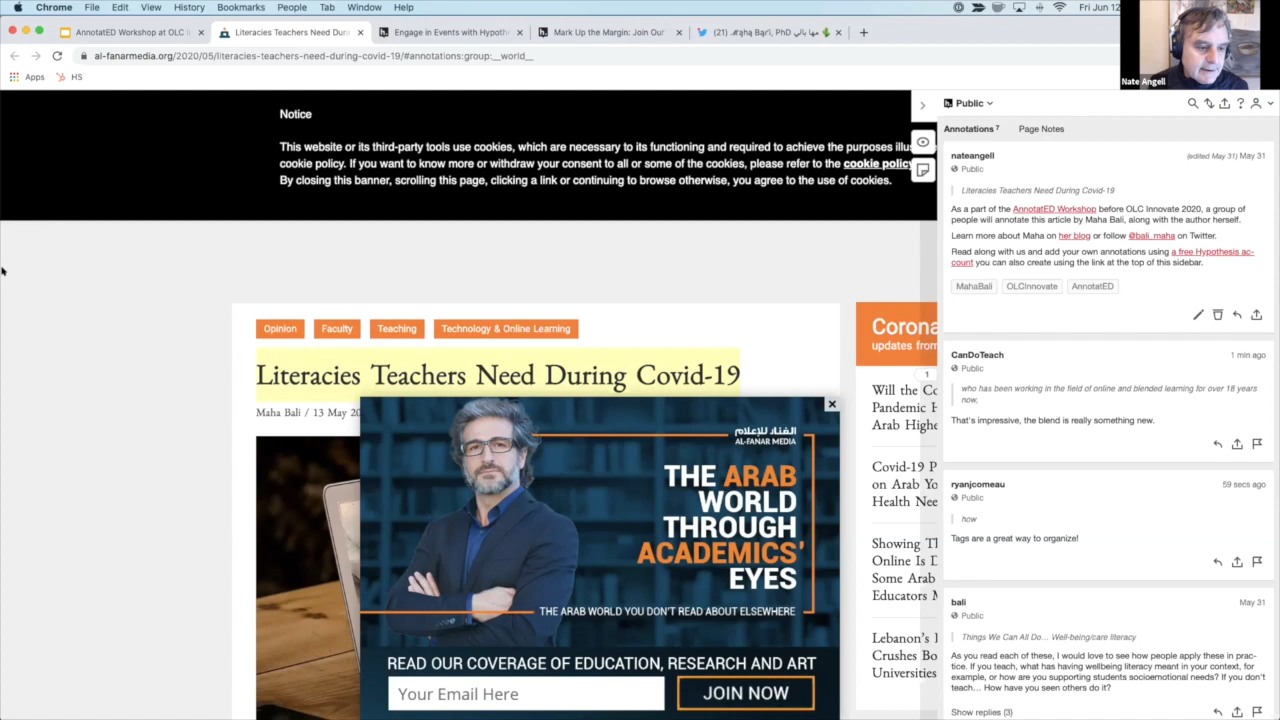 Chrome File Edit View History Bookmarks People Tab Window Help Fri Jun 12
AnnotatED Workshop at OLC I
Literacies Teachers Need Durin
Engage in Events with Hypothe
Mark Up the Margin: Join Our
al-fanarmedia.org/2020/05/literacies-teachers-need-during-covid-19/#annotations:group:__world__
Apps HS
Nate Angell
Notice
This website or its third-party tools use cookies, which are necessary to its functioning and required to achieve the purposes illus
cookie policy. If you want to know more or withdraw your consent to all or some of the cookies, please refer to the cookie policy
By closing this banner, scrolling this page, clicking a link or continuing to browse otherwise, you agree to the use of cookies.
Opinion Faculty Teaching Technology & Online Learning
Literacies Teachers Need During Covid-19
Maha Bali / 13 May 20
الفنار للإعلام
AL-FANAR MEDIA
THE ARAB
WORLD
THROUGH
ACADEMICS'
EYES
THE ARAB WORLD YOU DON'T READ ABOUT ELSEWHERE
READ OUR COVERAGE OF EDUCATION, RESEARCH AND ART
Your Email Here
JOIN NOW
Corona
updates from
1
Will the Co
Pandemic H
Arab Highe
Covid-19 P
on Arab Yo
Health Nee
Showing Th
Online Is D
Some Arab
Educators M
Lebanon's
Crushes Bo
Universities
Public
Annotations 7 Page Notes
nateangell (edited May 31) May 31
Public
Literacies Teachers Need During Covid-19
As a part of the AnnotatED Workshop before OLC Innovate 2020, a group of
people will annotate this article by Maha Bali, along with the author herself.
Learn more about Maha on her blog or follow @bali_maha on Twitter.
Read along with us and add your own annotations using a free Hypothesis ac-
count you can also create using the link at the top of this sidebar.
MahaBali OLCInnovate AnnotatED
CanDoTeach 1 min ago
Public
who has been working in the field of online and blended learning for over 18 years
now,
That's impressive, the blend is really something new.
ryanjcomeau 59 secs ago
Public
how
Tags are a great way to organize!
bali May 31
Public
Things We Can All Do… Well-being/care literacy
As you read each of these, I would love to see how people apply these in prac-
tice. If you teach, what has having wellbeing literacy meant in your context, for
example, or how are you supporting students socioemotional needs? If you don't
teach… How have you seen others do it?
Show replies (3)